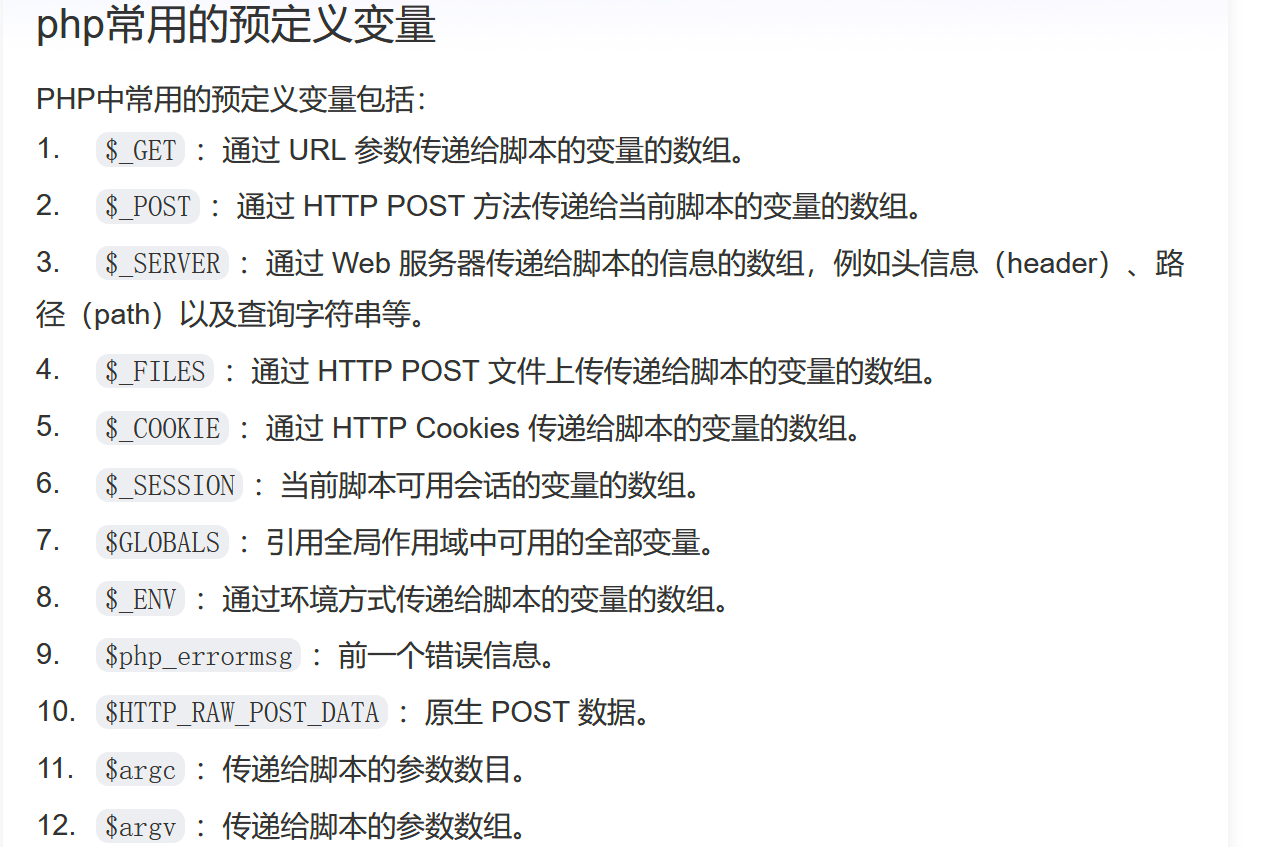 php常用的预定义变量
PHP中常用的预定义变量包括：
1. $_GET ：通过 URL 参数传递给脚本的变量的数组。
2. $_POST ：通过 HTTP POST 方法传递给当前脚本的变量的数组。
3. $_SERVER ：通过 Web 服务器传递给脚本的信息的数组，例如头信息（header）、路
径（path）以及查询字符串等。
4. $_FILES ：通过 HTTP POST 文件上传传递给脚本的变量的数组。
5. $_COOKIE ：通过 HTTP Cookies 传递给脚本的变量的数组。
6. $_SESSION ：当前脚本可用会话的变量的数组。
7. $GLOBALS ：引用全局作用域中可用的全部变量。
8. $_ENV ：通过环境方式传递给脚本的变量的数组。
9. $php_errormsg ：前一个错误信息。
10. $HTTP_RAW_POST_DATA ：原生 POST 数据。
11. $argc ：传递给脚本的参数数目。
12. $argv ：传递给脚本的参数数组。